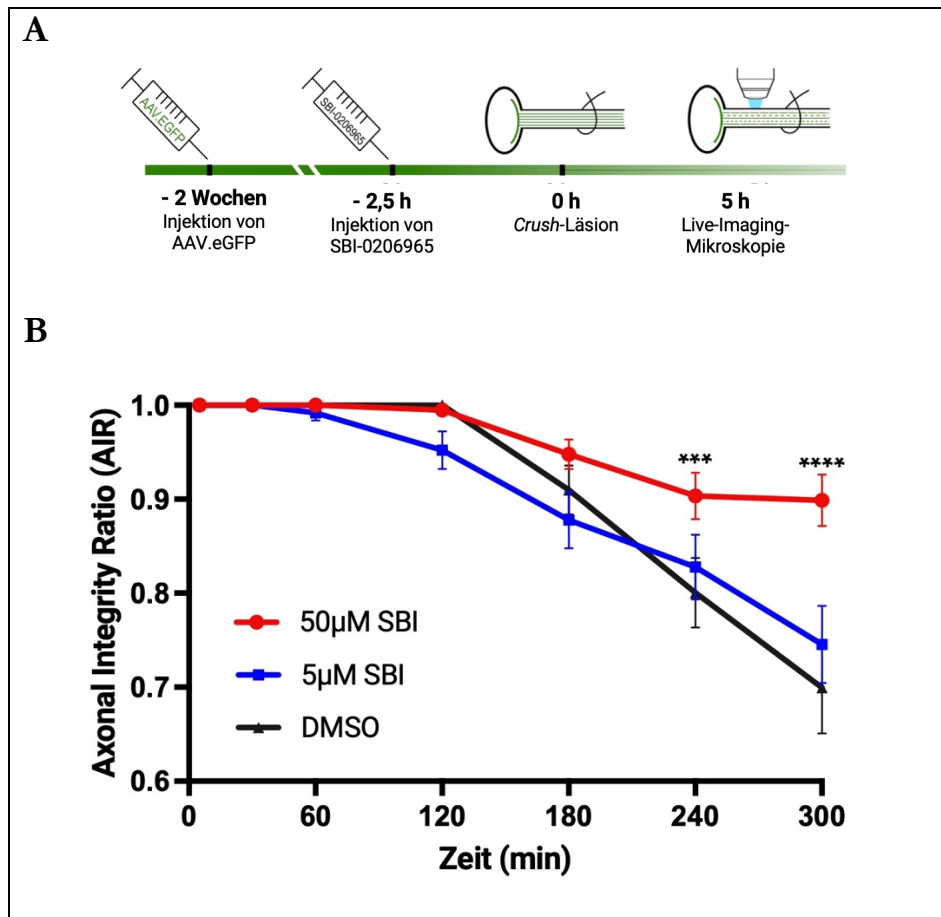 A
AAV.EGFP
SBI-0206965
- 2 Wochen
Injektion von
AAV.eGFP
- 2,5 h
Injektion von
SBI-0206965
0 h
Crush-Läsion
5 h
Live-Imaging-
Mikroskopie
B
Axonal Integrity Ratio (AIR)
1.0
0.9
0.8
0.7
0.6
***
****
50µM SBI
5µM SBI
DMSO
0 60 120 180 240 300
Zeit (min)